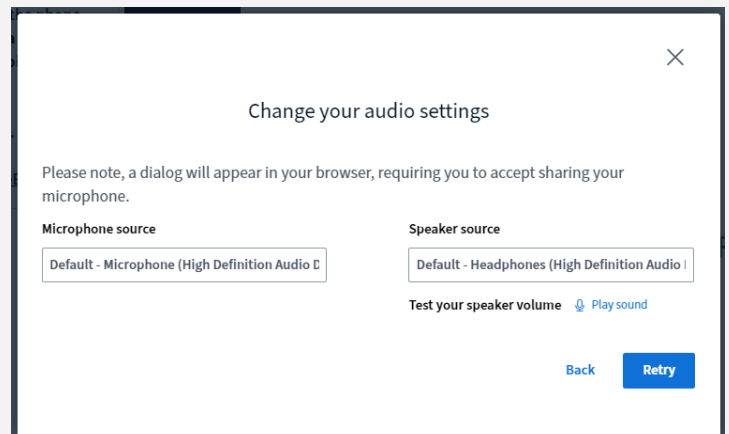 Change your audio settings
Please note, a dialog will appear in your browser, requiring you to accept sharing your
microphone.
Microphone source
Speaker source
Default - Microphone (High Definition Audio D
Default - Headphones (High Definition Audio
Test your speaker volume Play sound
Back
Retry